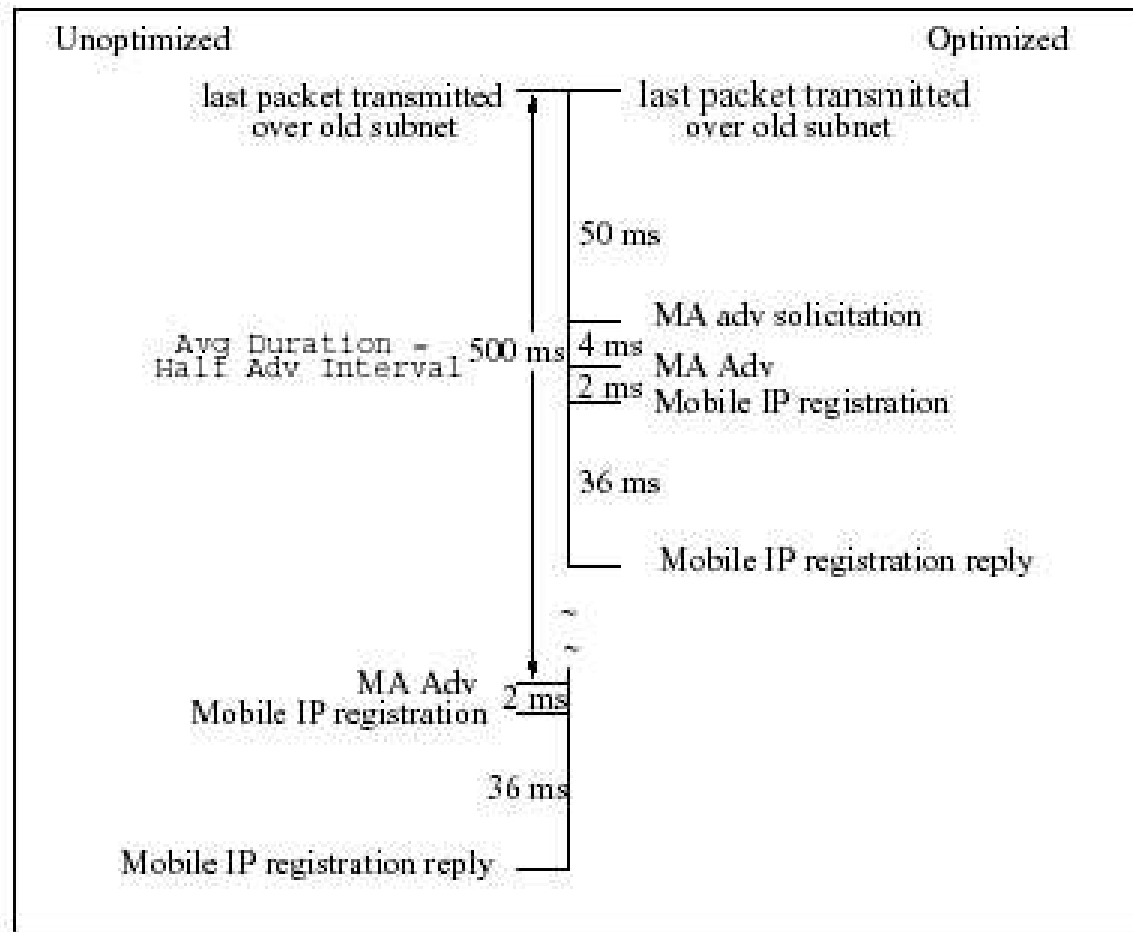 Unoptimized
Optimized
last packet transmitted
over old subnet
last packet transmitted
over old subnet
50 ms
MA adv solicitation
Avg Duration =
Half Adv Interval
500 ms
4 ms
MA Adv
2 ms
Mobile IP registration
36 ms
Mobile IP registration reply
~
~
MA Adv
2 ms
Mobile IP registration
36 ms
Mobile IP registration reply